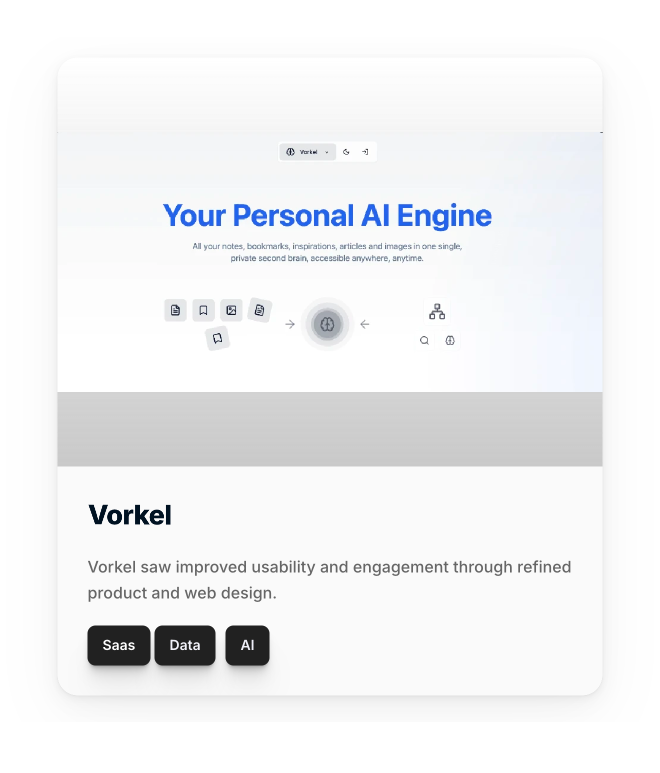 Vorkel
Your Personal AI Engine
All your notes, bookmarks, inspirations, articles and images in one single,
private second brain, accessible anywhere, anytime.
Vorkel
Vorkel saw improved usability and engagement through refined
product and web design.
Saas Data AI